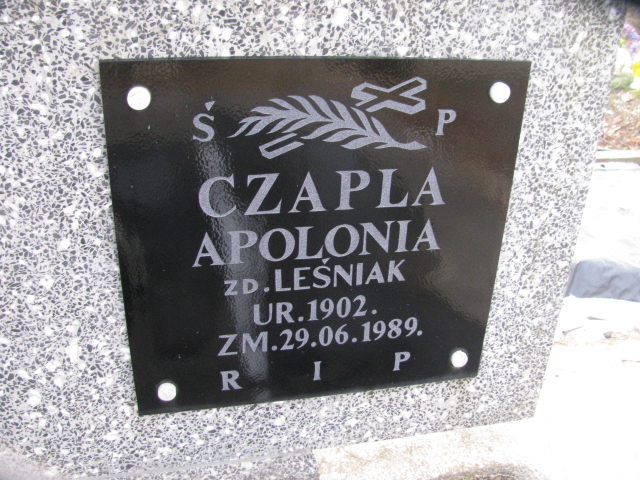 Ś P
CZAPLA
APOLONIA
ZD. LEŚNIAK
UR. 1902.
ZM. 29.06.1989.
R I P